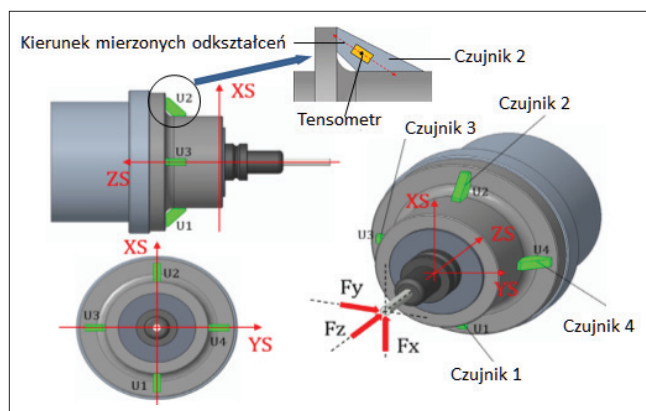 Kierunek mierzonych odkształceń
Czujnik 2
Tensometr
U2
XS
U3
ZS
U1
XS
U2
U3
U4
YS
U1
Czujnik 3
Czujnik 2
U2
XS
U3
ZS
U4
YS
Fy
Fz
Fx
U1
Czujnik 4
Czujnik 1